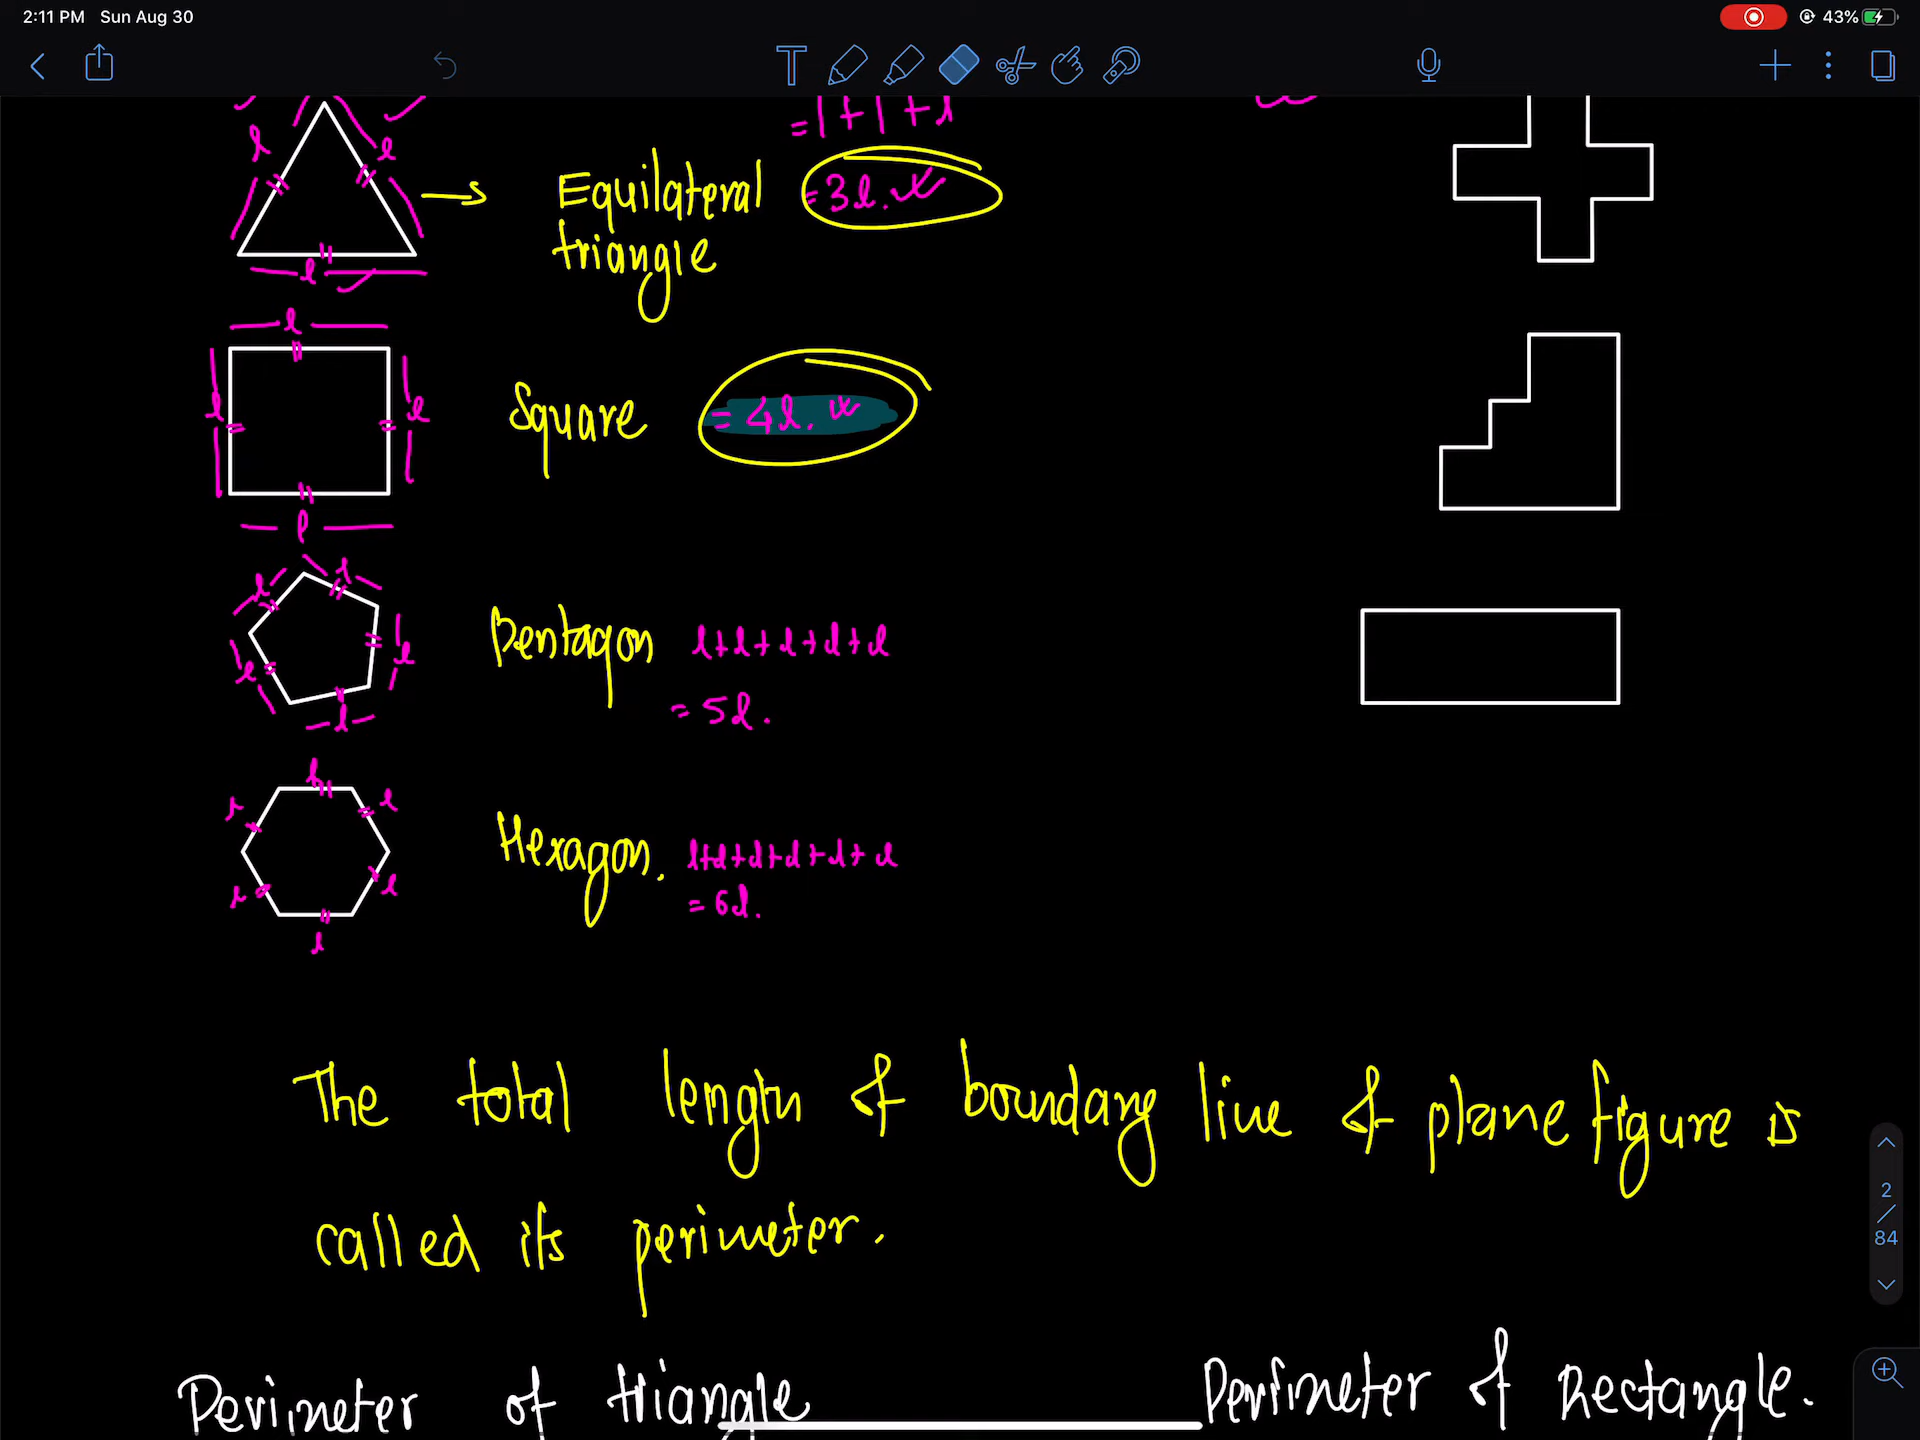 2:11 PM Sun Aug 30
43%
= l + l + l
l
l
Equilateral
= 3l.
triangle
l
l
l
l
Square
= 4l.
l
l
l
Pentagon
l+l+l+l+l
l
l
= 5l.
l
l
l
l
Hexagon.
l+l+l+l+l+l
l
l
= 6l.
l
The total length of boundary line of plane figure is
called its perimeter.
2
/
84
Perimeter of triangle
Perimeter of Rectangle.